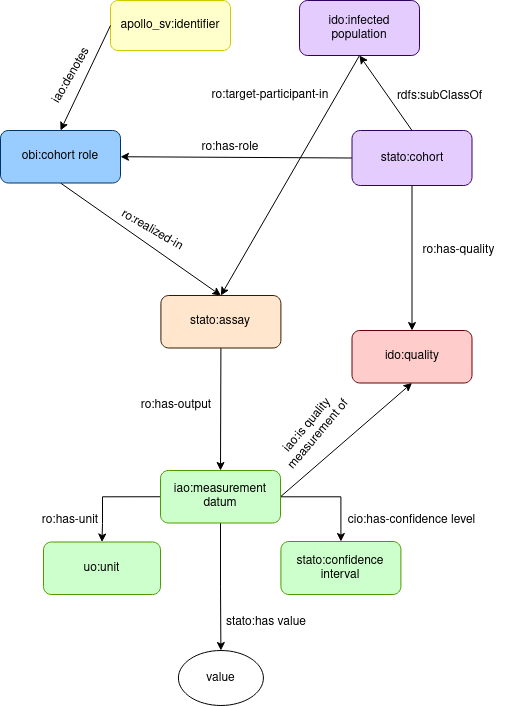 apollo_sv:identifier
ido:infected
population
iao:denotes
ro:target-participant-in
rdfs:subClassOf
obi:cohort role
ro:has-role
stato:cohort
ro:realized-in
ro:has-quality
stato:assay
ido:quality
ro:has-output
iao:is quality
measurement of
iao:measurement
datum
ro:has-unit
cio:has-confidence level
uo:unit
stato:confidence
interval
stato:has value
value